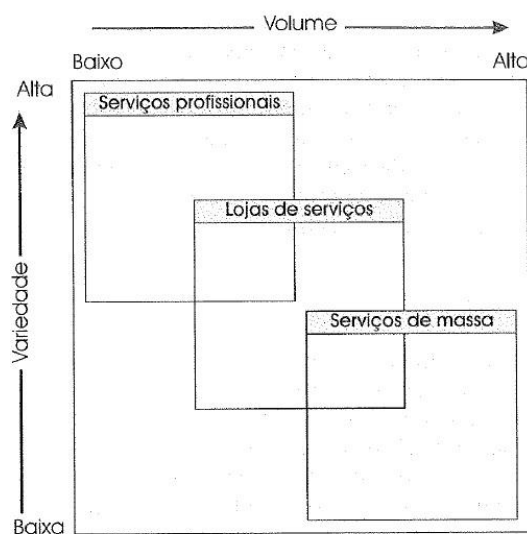 Volume
Baixo
Alta
Alta
Serviços profissionais
Lojas de serviços
Variedade
Serviços de massa
Baixa